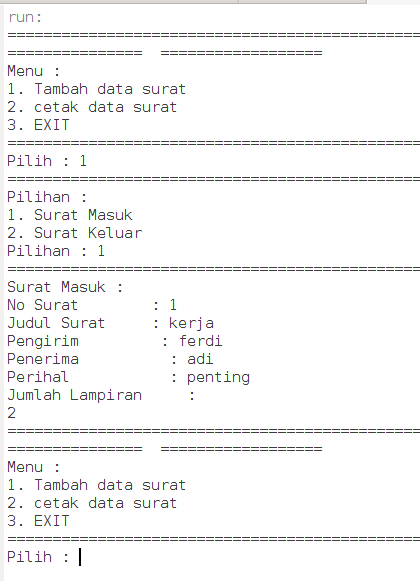 run:
==============================================
===============  ==================
Menu :
1. Tambah data surat
2. cetak data surat
3. EXIT
==============================================
Pilih : 1
==============================================
Pilihan :
1. Surat Masuk
2. Surat Keluar
Pilihan : 1
==============================================
Surat Masuk :
No Surat        : 1
Judul Surat     : kerja
Pengirim         : ferdi
Penerima          : adi
Perihal           : penting
Jumlah Lampiran     :
2
==============================================
===============  ==================
Menu :
1. Tambah data surat
2. cetak data surat
3. EXIT
==============================================
Pilih :